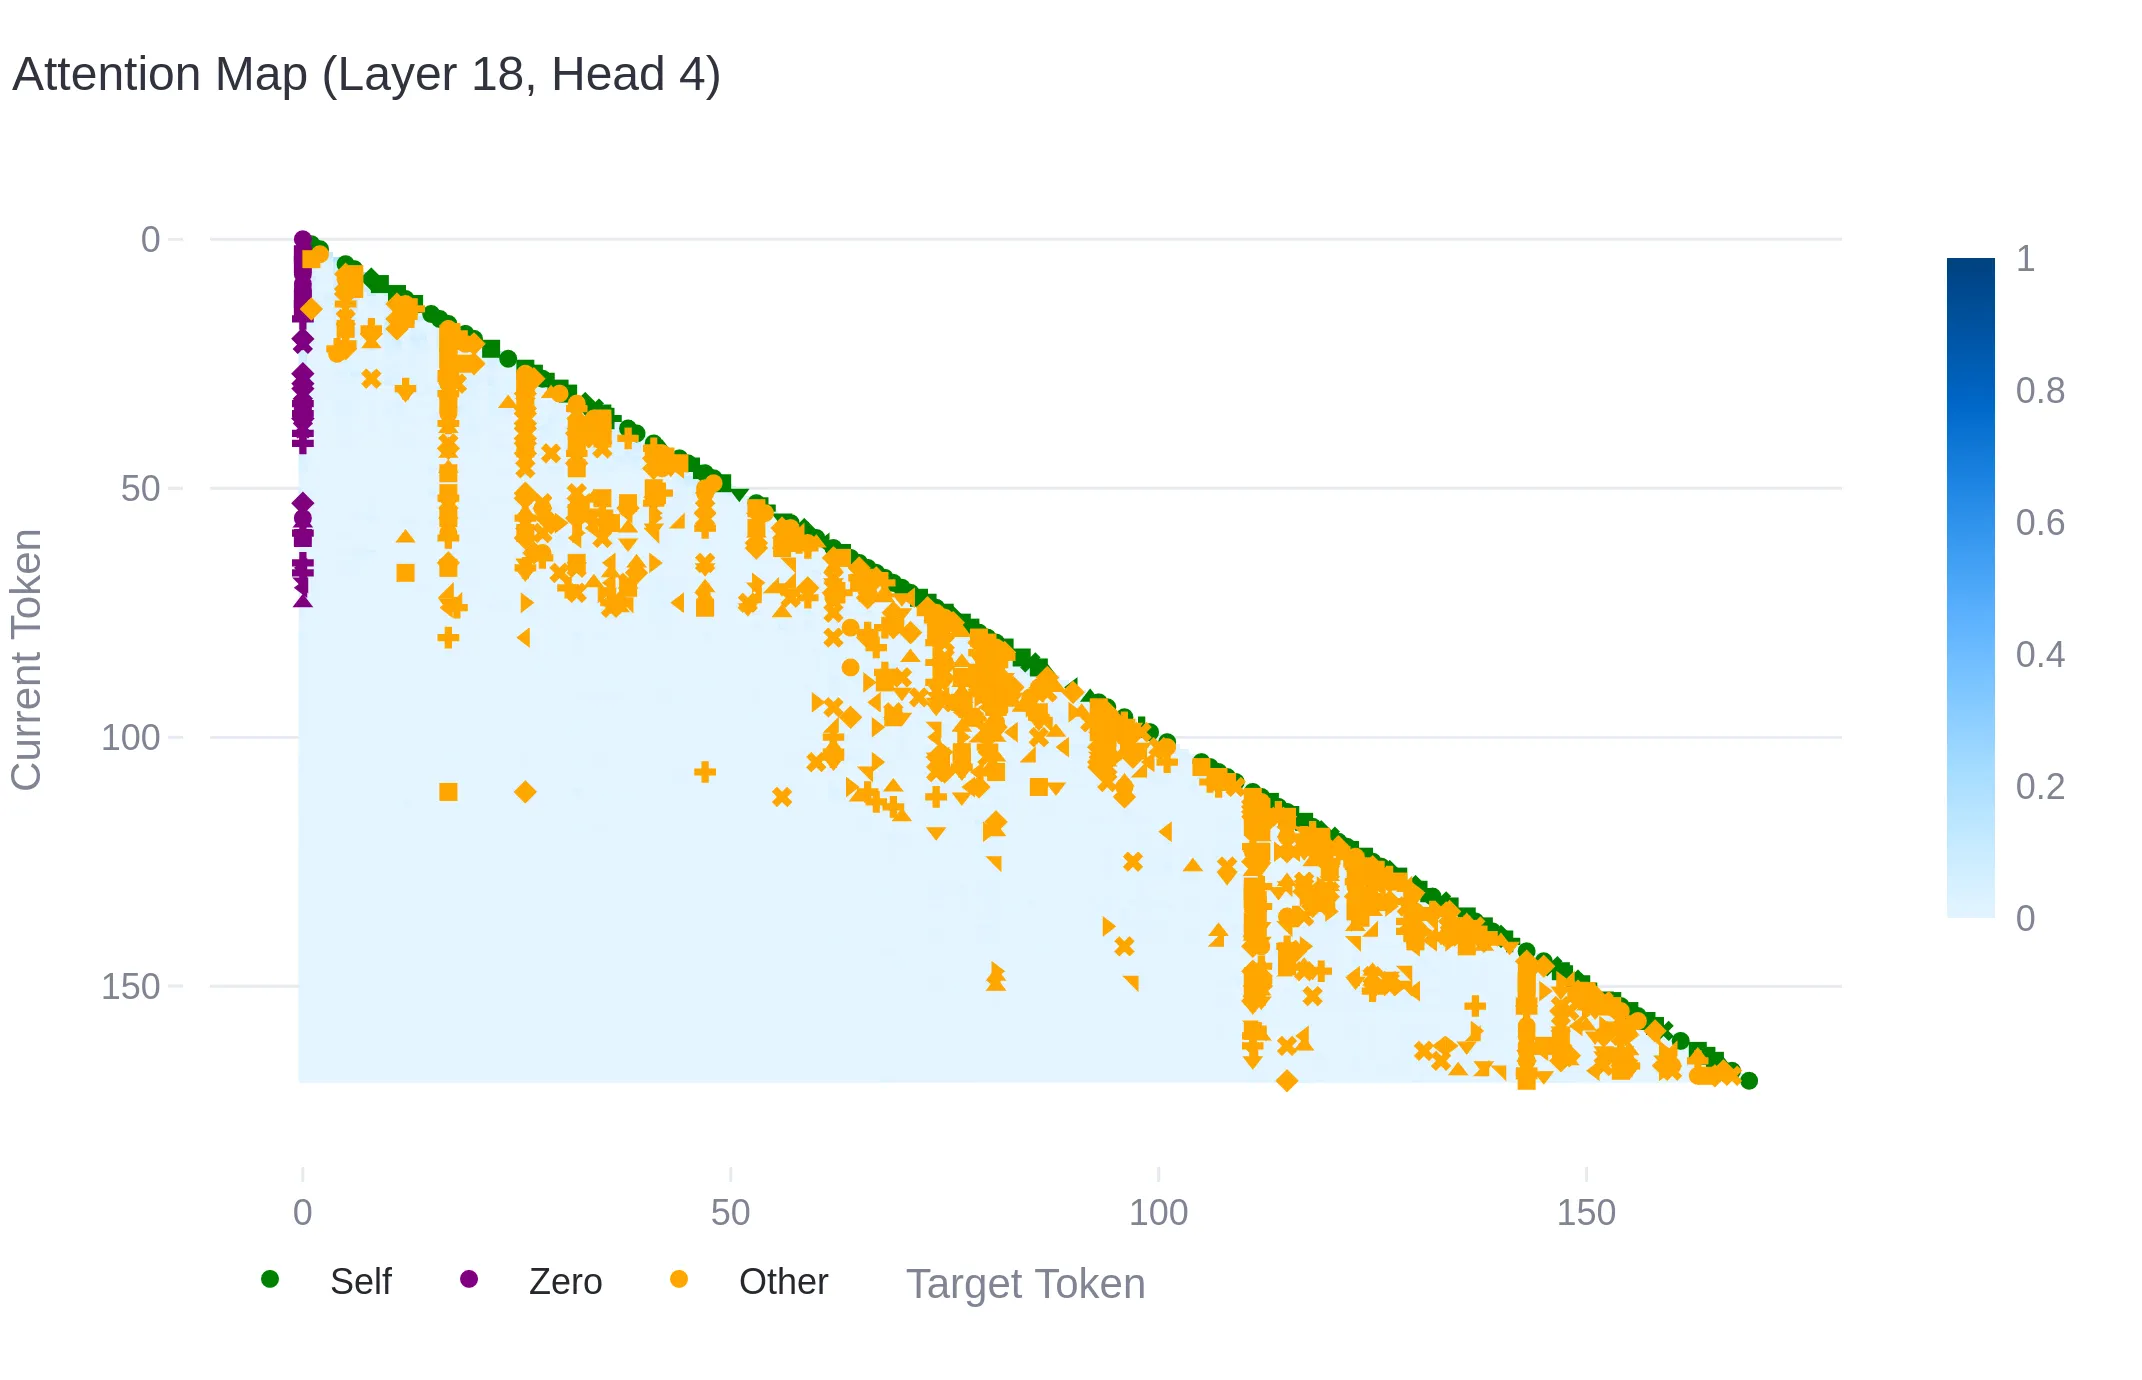 Attention Map (Layer 18, Head 4)
0
50
100
150
Current Token
1
0.8
0.6
0.4
0.2
0
0 50 100 150
Self Zero Other Target Token